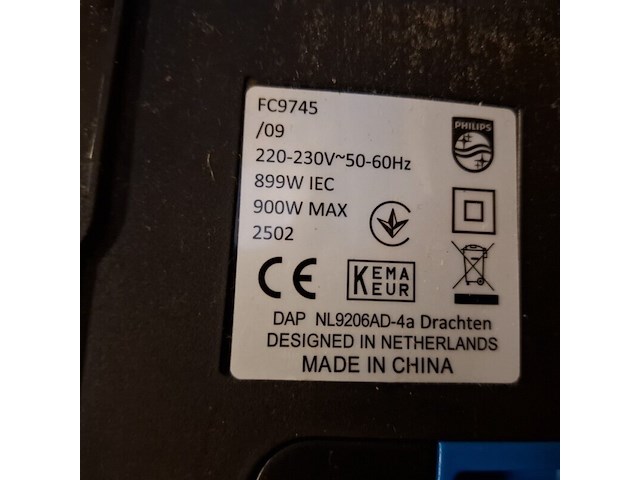 FC9745
/09
220-230V~50-60Hz
899W IEC
900W MAX
2502
PHILIPS
CE
KEMA
KEUR
DAP NL9206AD-4a Drachten
DESIGNED IN NETHERLANDS
MADE IN CHINA